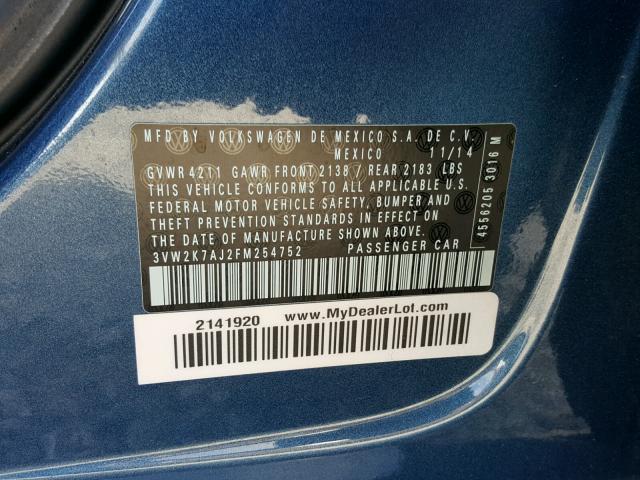 MFD BY VOLKSWAGEN DE MEXICO S.A. DE C.V.
MEXICO 11/14
GVWR 4211 GAWR FRONT 2138 / REAR 2183 LBS
THIS VEHICLE CONFORMS TO ALL APPLICABLE U.S.
FEDERAL MOTOR VEHICLE SAFETY, BUMPER AND
THEFT PREVENTION STANDARDS IN EFFECT ON
THE DATE OF MANUFACTURE SHOWN ABOVE.
3VW2K7AJ2FM254752 PASSENGER CAR
4556205 3016 M
2141920 www.MyDealerLot.com